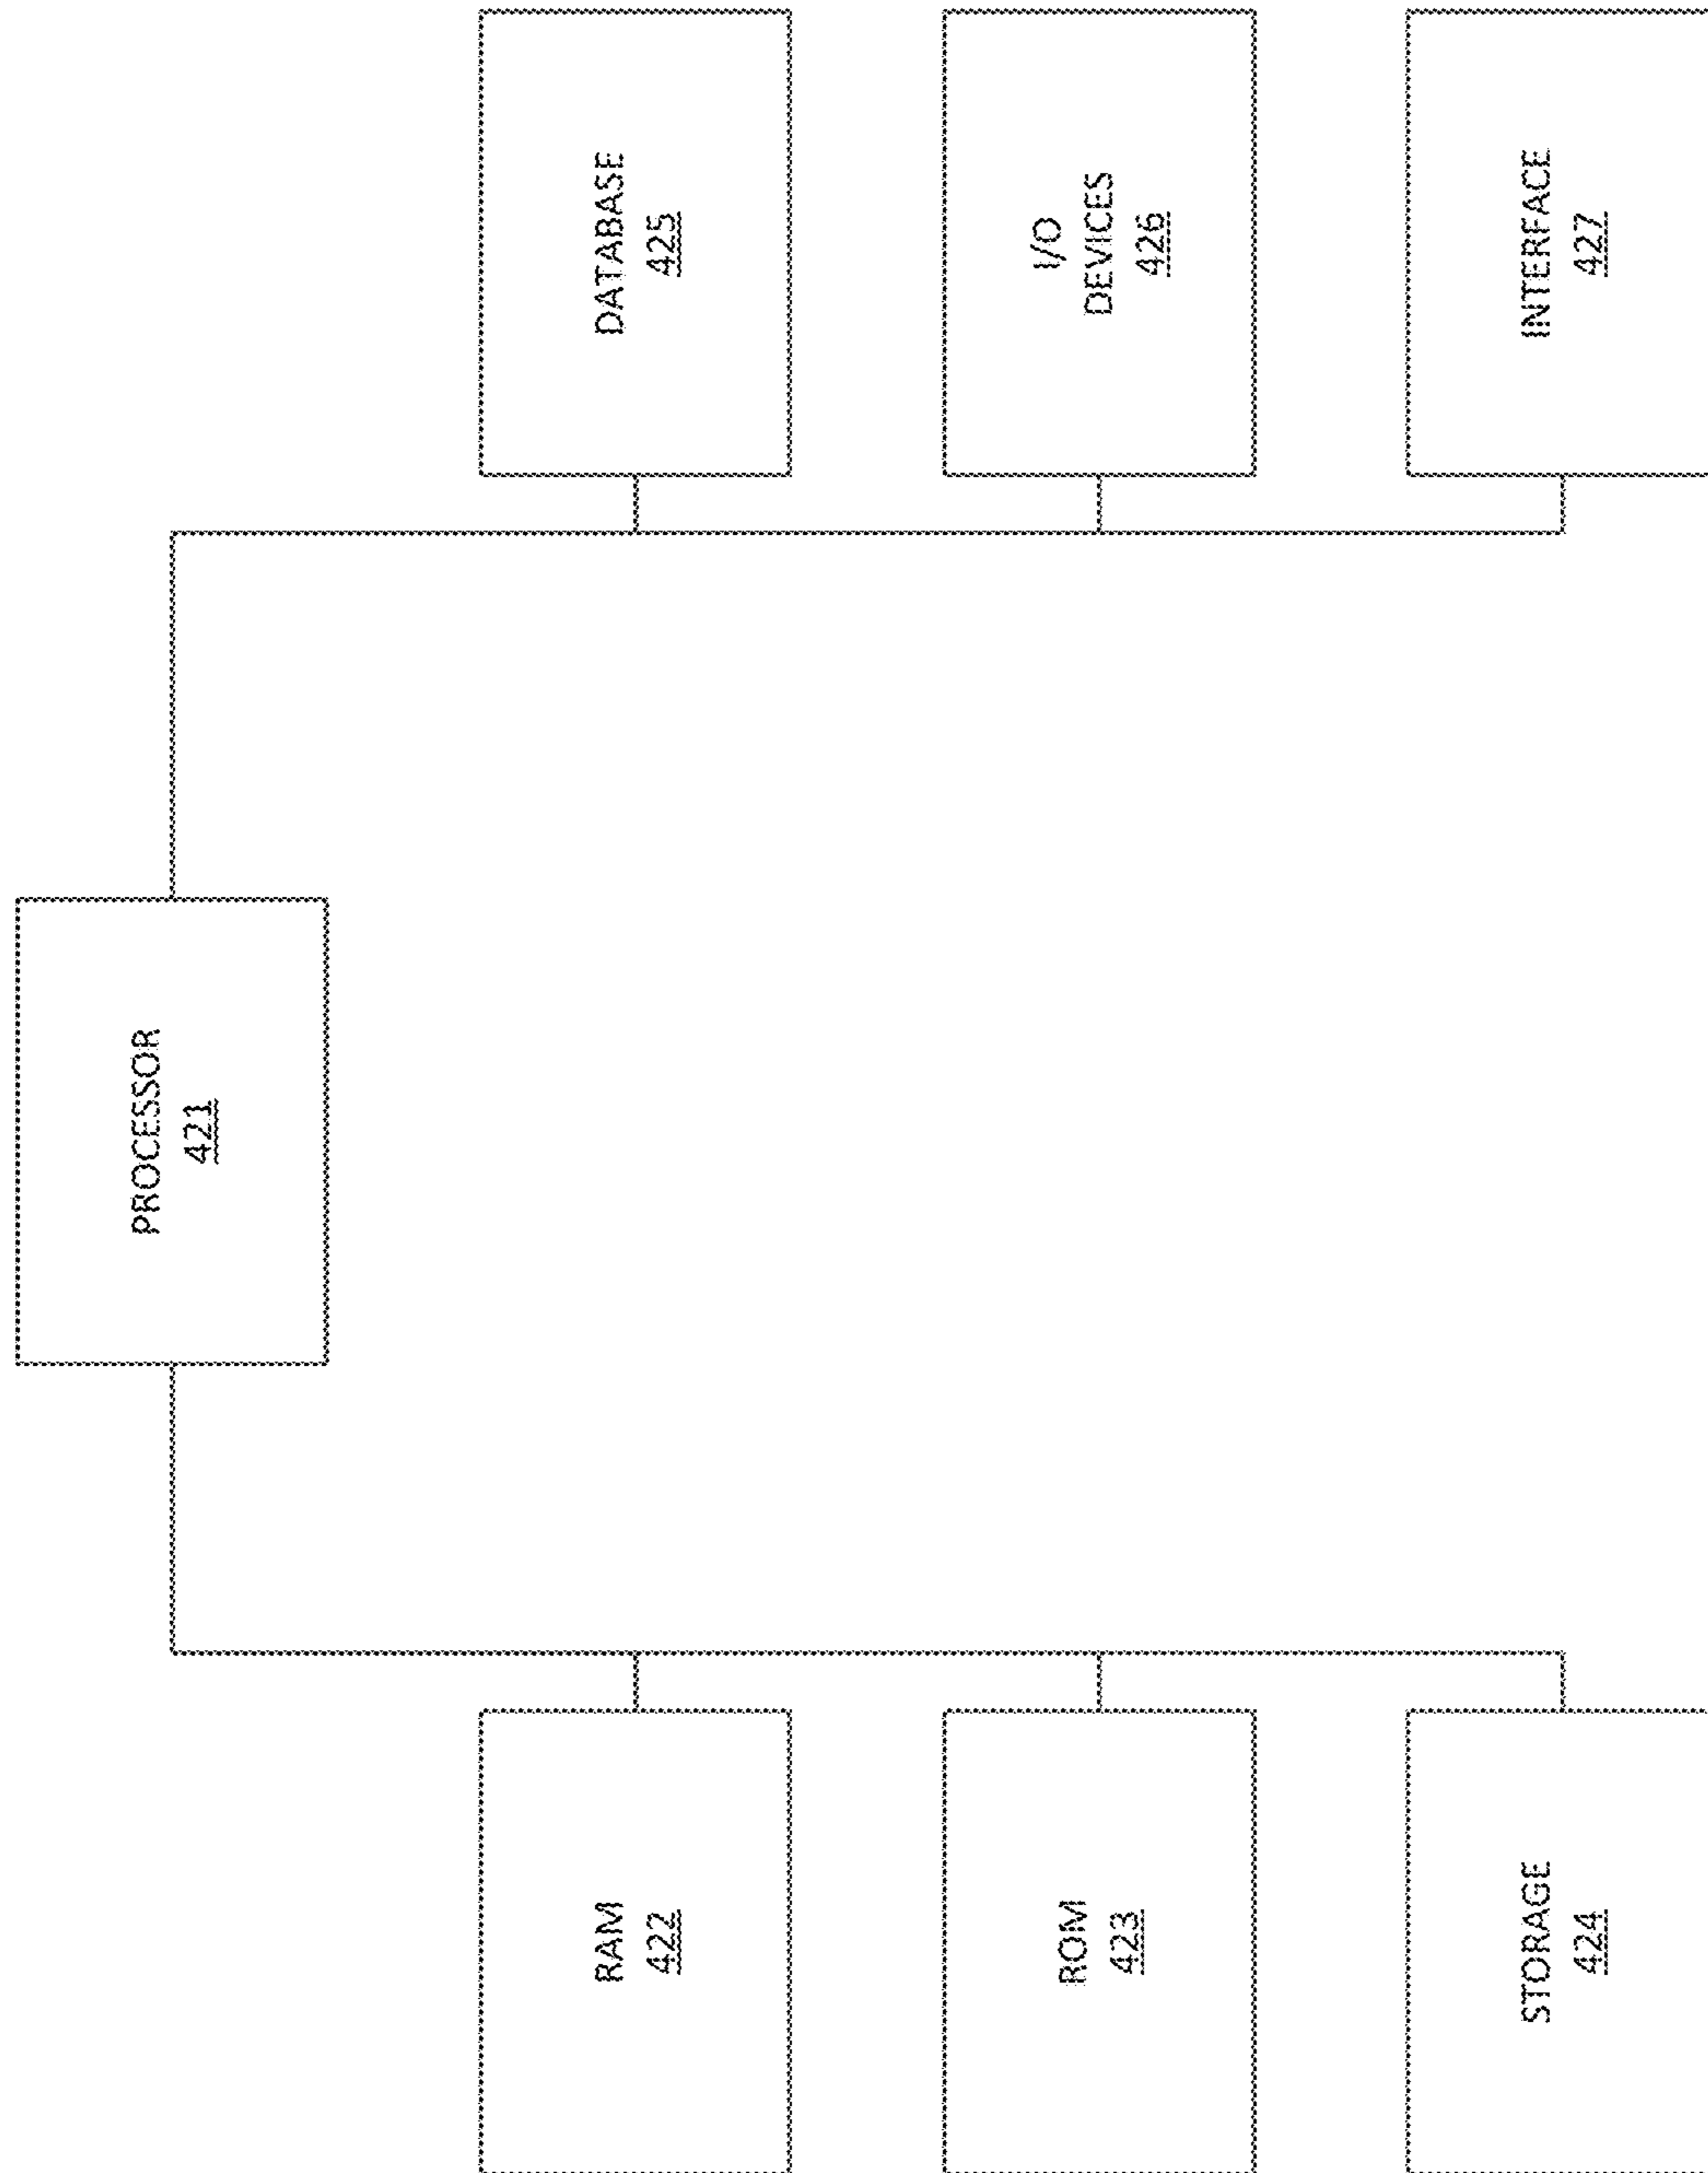 PROCESSOR
421
RAM
422
DATABASE
425
ROM
423
I/O
DEVICES
426
STORAGE
424
INTERFACE
427